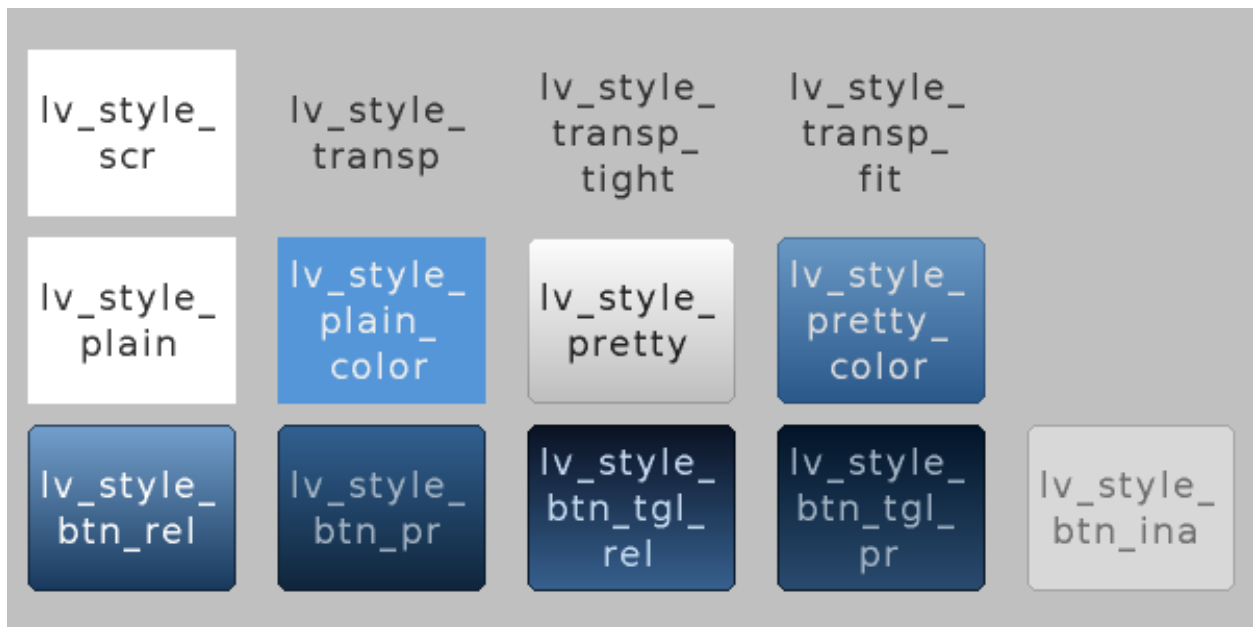 lv_style_
scr
lv_style_
transp
lv_style_
transp_
tight
lv_style_
transp_
fit
lv_style_
plain
lv_style_
plain_
color
lv_style_
pretty
lv_style_
pretty_
color
lv_style_
btn_rel
lv_style_
btn_pr
lv_style_
btn_tgl_
rel
lv_style_
btn_tgl_
pr
lv_style_
btn_ina